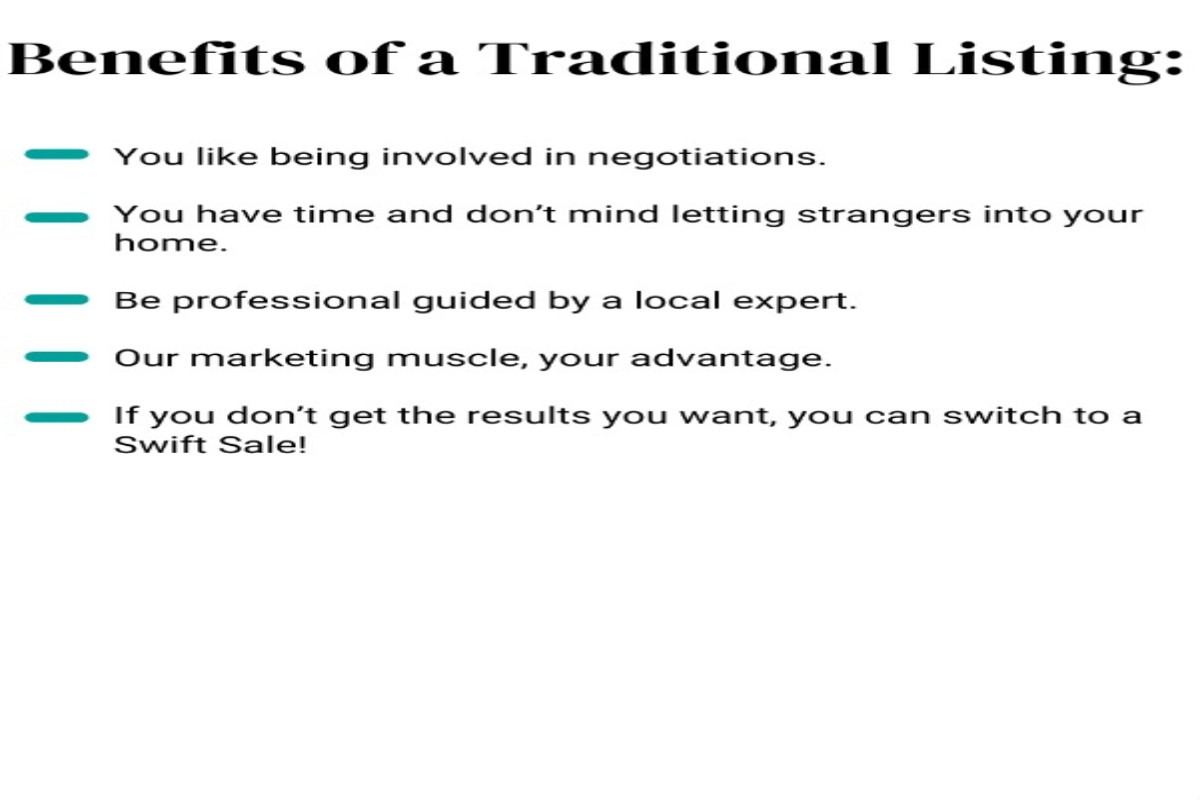 Benefits of a Traditional Listing:
You like being involved in negotiations.
You have time and don’t mind letting strangers into your
home.
Be professional guided by a local expert.
Our marketing muscle, your advantage.
If you don’t get the results you want, you can switch to a
Swift Sale!